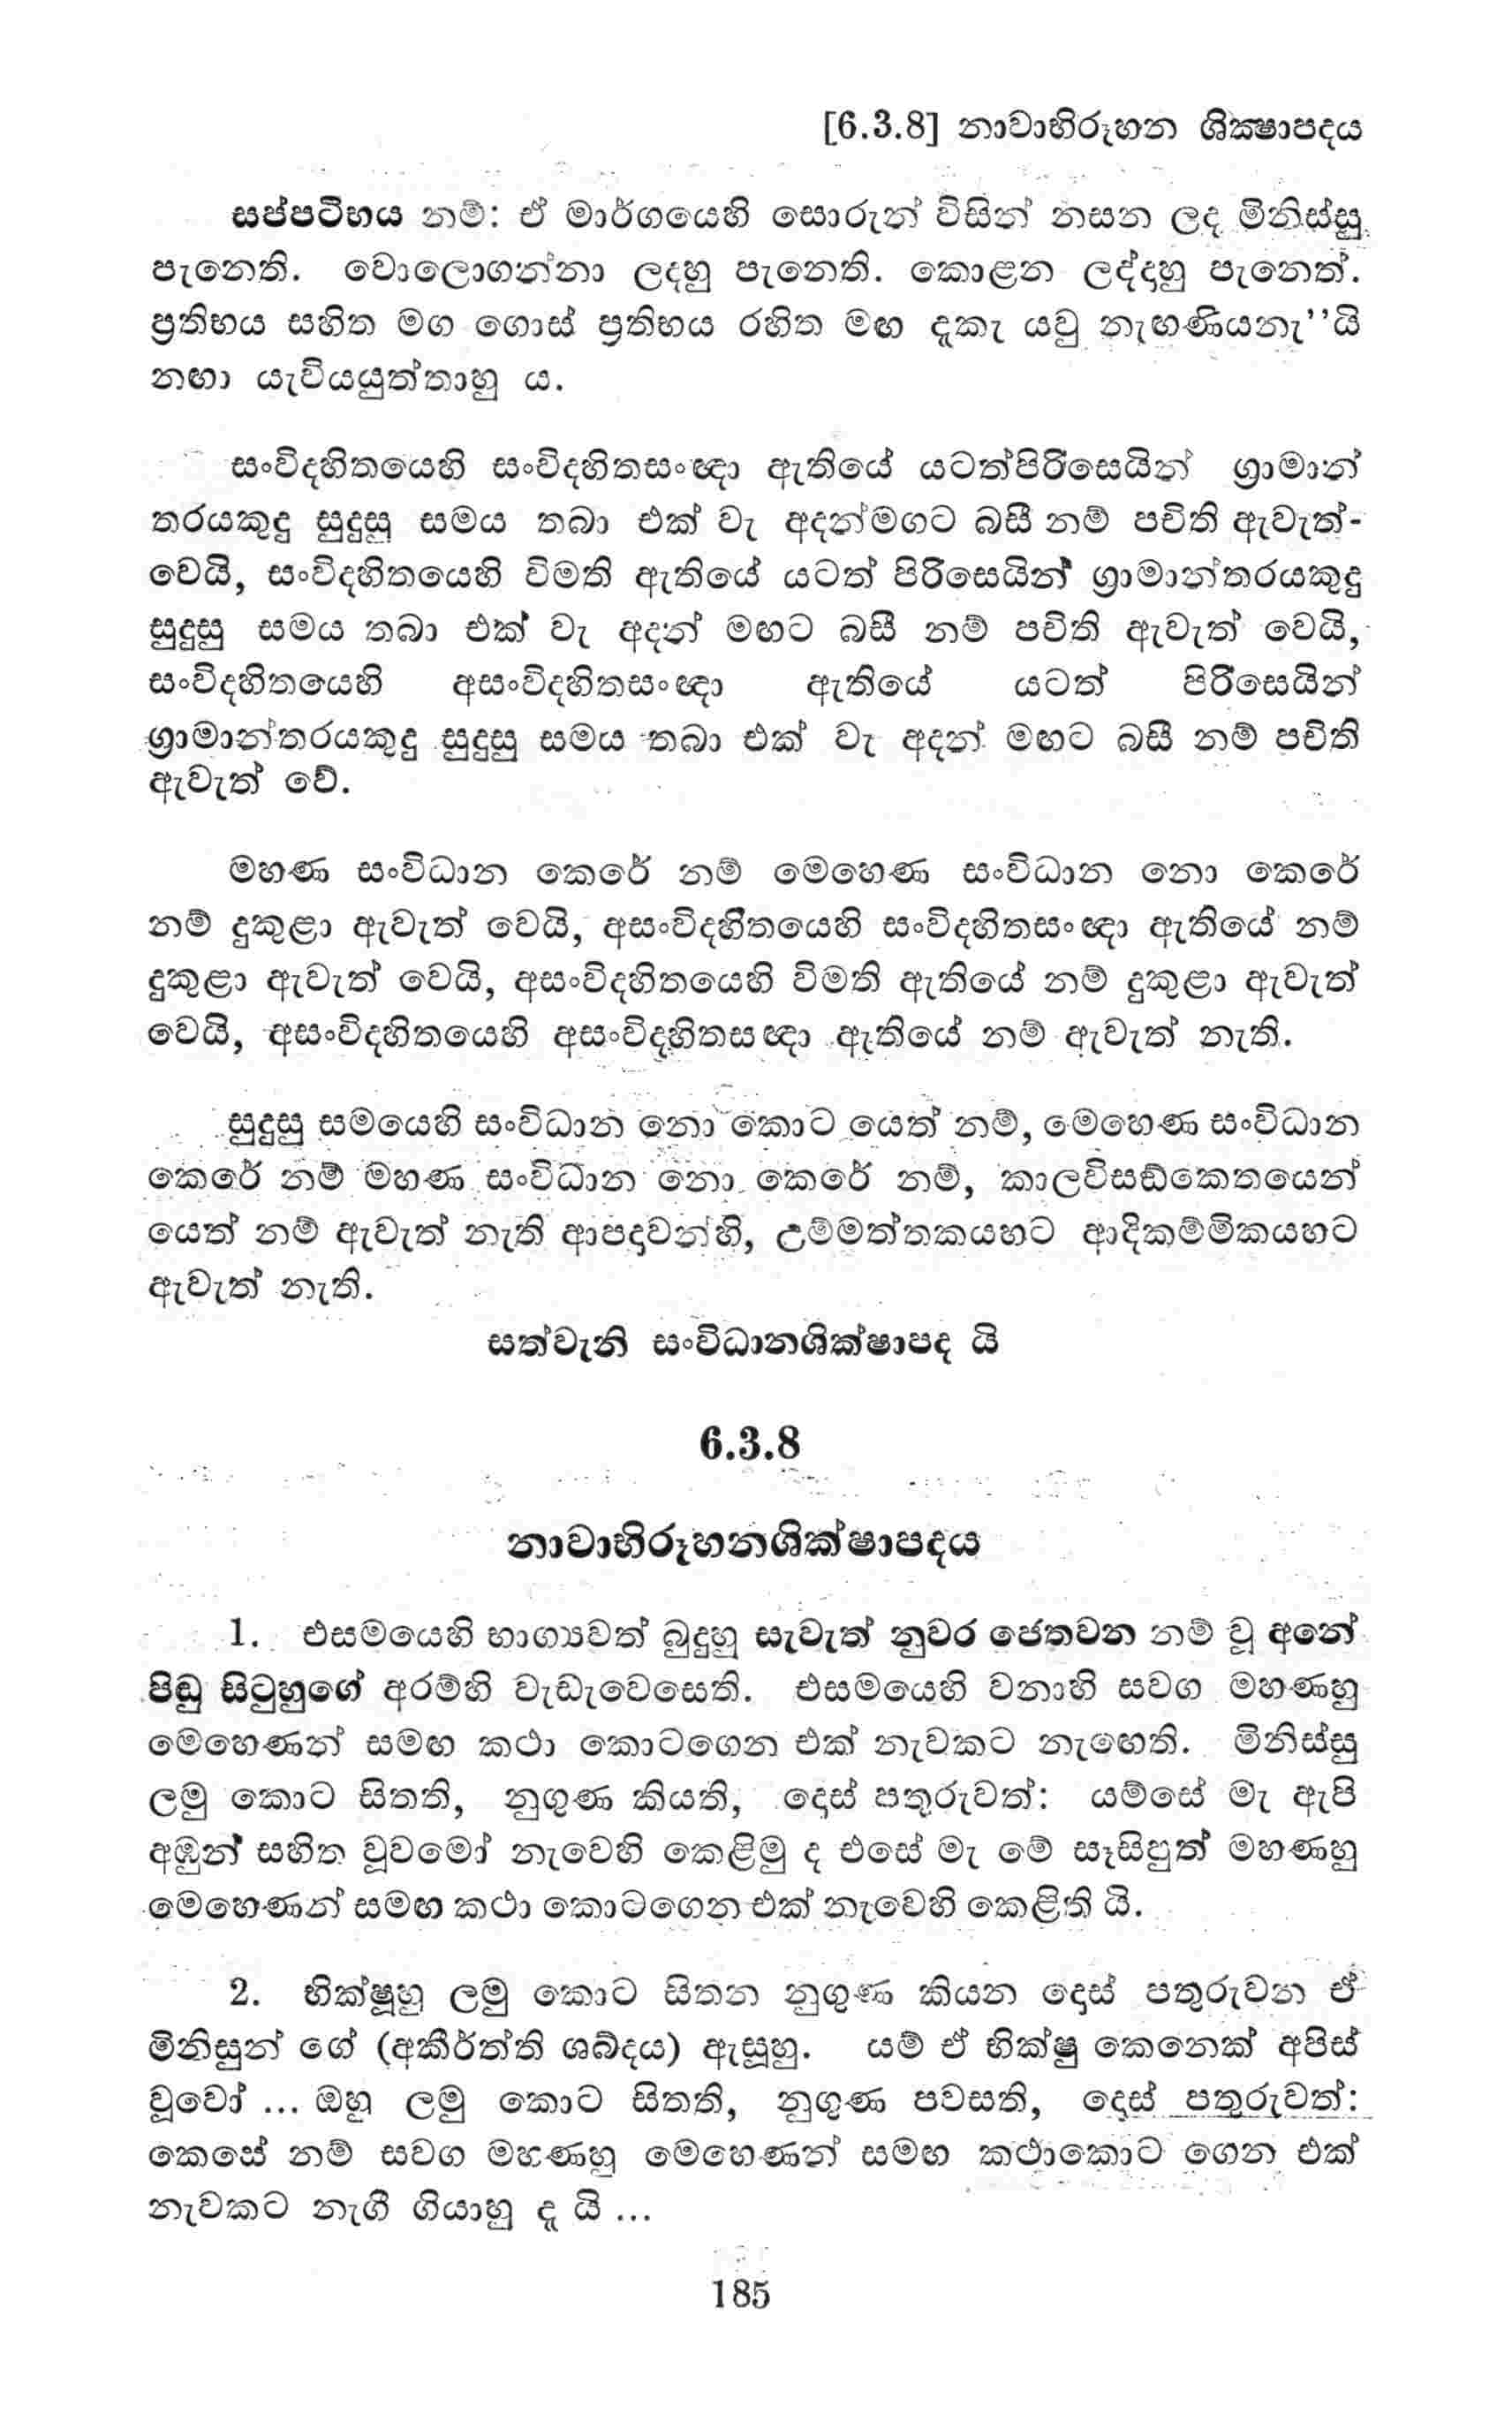 [6.3.8] නාවාභිරූහන ශික්‍ෂාපදය
සප්පටිභය නම්: ඒ මාර්ගයෙහි සොරුන් විසින් නසන ලද මිනිස්සු
පැනෙති. වොලොගන්නා ලදහු පැනෙති. කොළන ලද්දාහු පැනෙත්.
ප්‍රතිභය සහිත මග ගොස් ප්‍රතිභය රහිත මඟ දැකැ යවු නැඟණියනැ’’යි
නඟා යැවියයුත්තාහු ය.
සංවිදහිතයෙහි සංවිදහිතසංඥා ඇතියේ යටත්පිරිසෙයින් ග්‍රාමාන්
තරයකුදු සුදුසු සමය තබා එක් වැ අදන්මගට බසී නම් පචිති ඇවැත්-
වෙයි, සංවිදහිතයෙහි විමති ඇතියේ යටත් පිරිසෙයින් ග්‍රාමාන්තරයකුදු
සුදුසු සමය තබා එක් වැ අදන් මඟට බසී නම් පචිති ඇවැත් වෙයි,
සංවිදහිතයෙහි අසංවිදහිතසංඥා ඇතියේ යටත් පිරිසෙයින්
ග්‍රාමාන්තරයකුදු සුදුසු සමය තබා එක් වැ අදන් මඟට බසී නම් පචිති
ඇවැත් වේ.
මහණ සංවිධාන කෙරේ නම් මෙහෙණ සංවිධාන නො කෙරේ
නම් දුකුළා ඇවැත් වෙයි, අසංවිදහිතයෙහි සංවිදහිතසංඥා ඇතියේ නම්
දුකුළා ඇවැත් වෙයි, අසංවිදහිතයෙහි විමති ඇතියේ නම් දුකුළා ඇවැත්
වෙයි, අසංවිදහිතයෙහි අසංවිදහිතසඥා ඇතියේ නම් ඇවැත් නැති.
සුදුසු සමයෙහි සංවිධාන නො කොට යෙත් නම්, මෙහෙණ සංවිධාන
කෙරේ නම් මහණ සංවිධාන නො කෙරේ නම්, කාලවිසඞ්කෙතයෙන්
යෙත් නම් ඇවැත් නැති ආපදාවන්හි, උම්මත්තකයහට ආදිකම්මිකයහට
ඇවැත් නැති.
සත්වැනි සංවිධානශික්ෂාපද යි
6.3.8
නාවාභිරූහනශික්ෂාපදය
1. එසමයෙහි භාග්‍යවත් බුදුහු සැවැත් නුවර ජෙතවන නම් වූ අනේ
පිඬු සිටුහුගේ අරම්හි වැඩැවෙසෙති. එසමයෙහි වනාහි සවග මහණහු
මෙහෙණන් සමඟ කථා කොටගෙන එක් නැවකට නැඟෙති. මිනිස්සු
ලමු කොට සිතති, නුගුණ කියති, දොස් පතුරුවත්: යම්සේ මැ ඇපි
අඹුන් සහිත වූවමෝ නැවෙහි කෙළිමු ද එසේ මැ මේ සෑසිපුත් මහණහු
මෙහෙණන් සමඟ කථා කොටගෙන එක් නැවෙහි කෙළිති යි.
2. භික්ෂූහු ලමු කොට සිතන නුගුණ කියන දොස් පතුරුවන ඒ
මිනිසුන් ගේ (අකීර්ත්ති ශබ්දය) ඇසූහු. යම් ඒ භික්ෂු කෙනෙක් අපිස්
වූවෝ ... ඔහු ලමු කොට සිතති, නුගුණ පවසති, දොස් පතුරුවත්:
කෙසේ නම් සවග මහණහු මෙහෙණන් සමඟ කථාකොට ගෙන එක්
නැවකට නැගී ගියාහු දැ යි ...
185